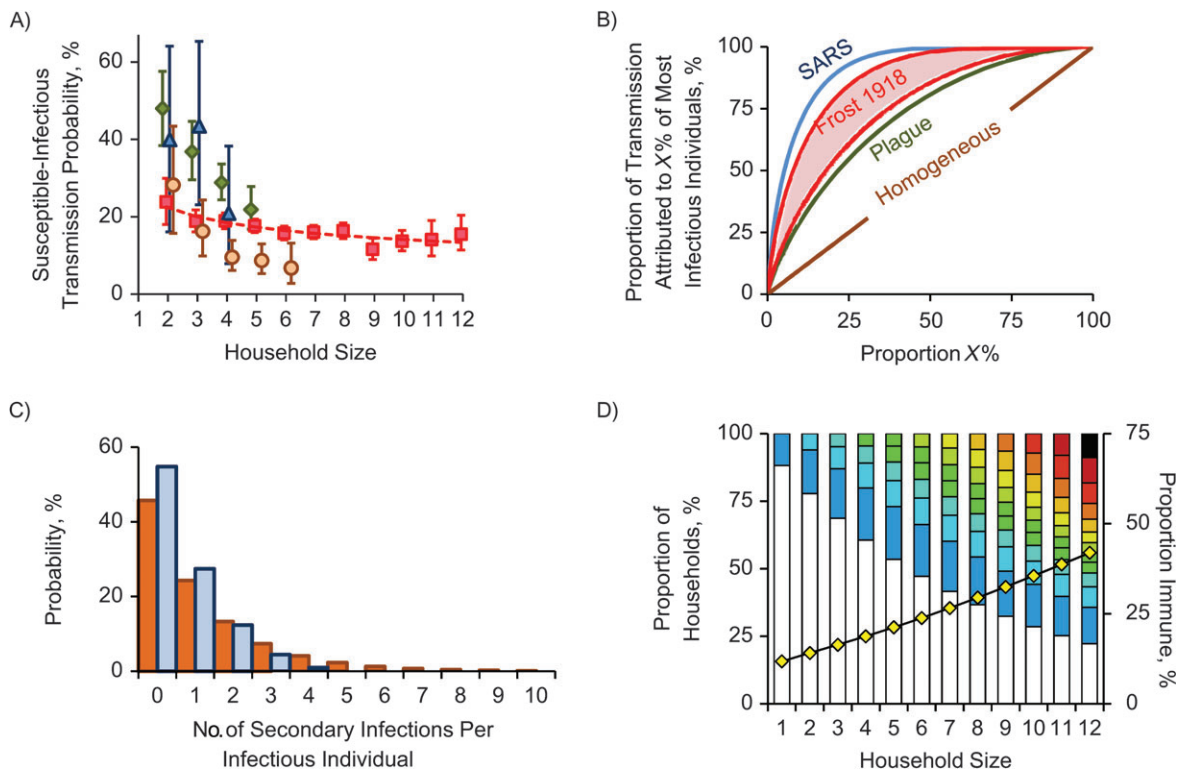 A)
Susceptible-Infectious
Transmission Probability, %
60
40
20
0
1 2 3 4 5 6 7 8 9 10 11 12
Household Size
B)
Proportion of Transmission
Attributed to X% of Most
Infectious Individuals, %
100
75
50
25
0
SARS
Frost 1918
Plague
Homogeneous
0 25 50 75 100
Proportion X%
C)
Probability, %
60
40
20
0
0 1 2 3 4 5 6 7 8 9 10
No. of Secondary Infections Per
Infectious Individual
D)
Proportion of
Households, %
100
75
50
25
0
75
50
25
0
Proportion Immune, %
1 2 3 4 5 6 7 8 9 10 11 12
Household Size